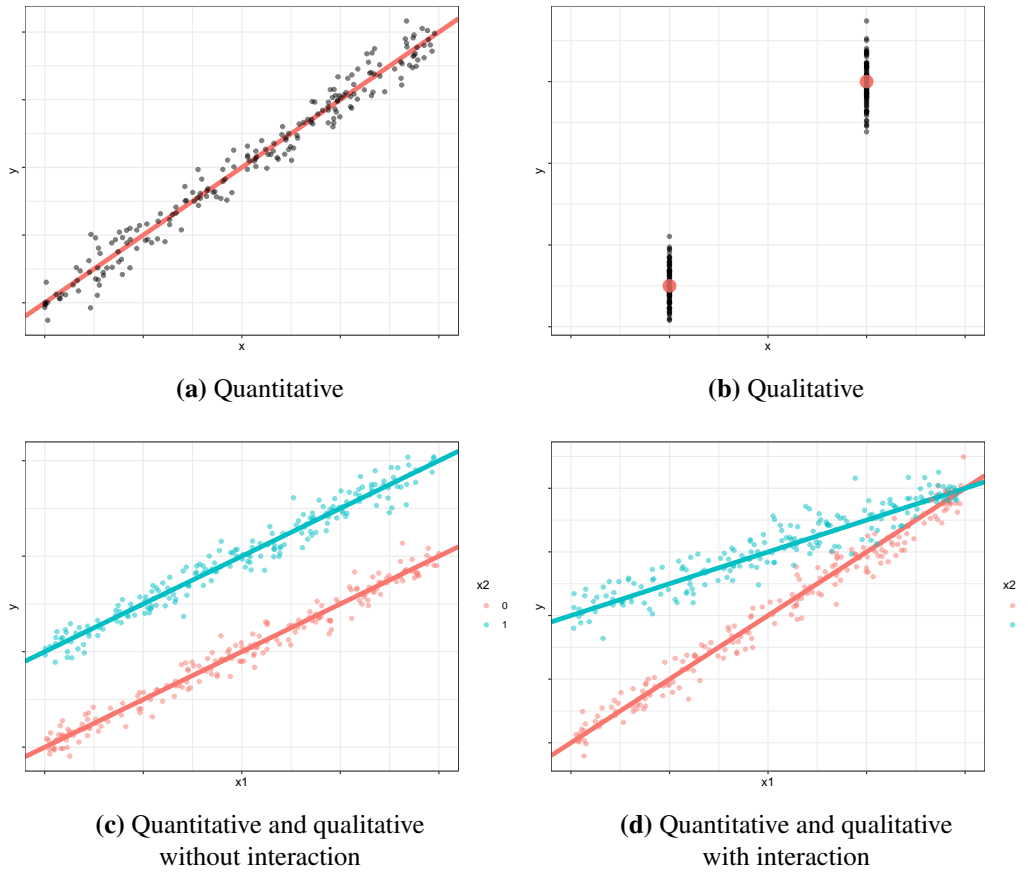 y
x
(a) Quantitative
y
x
(b) Qualitative
y
x1
x2
0
1
(c) Quantitative and qualitative
without interaction
y
x1
x2
(d) Quantitative and qualitative
with interaction